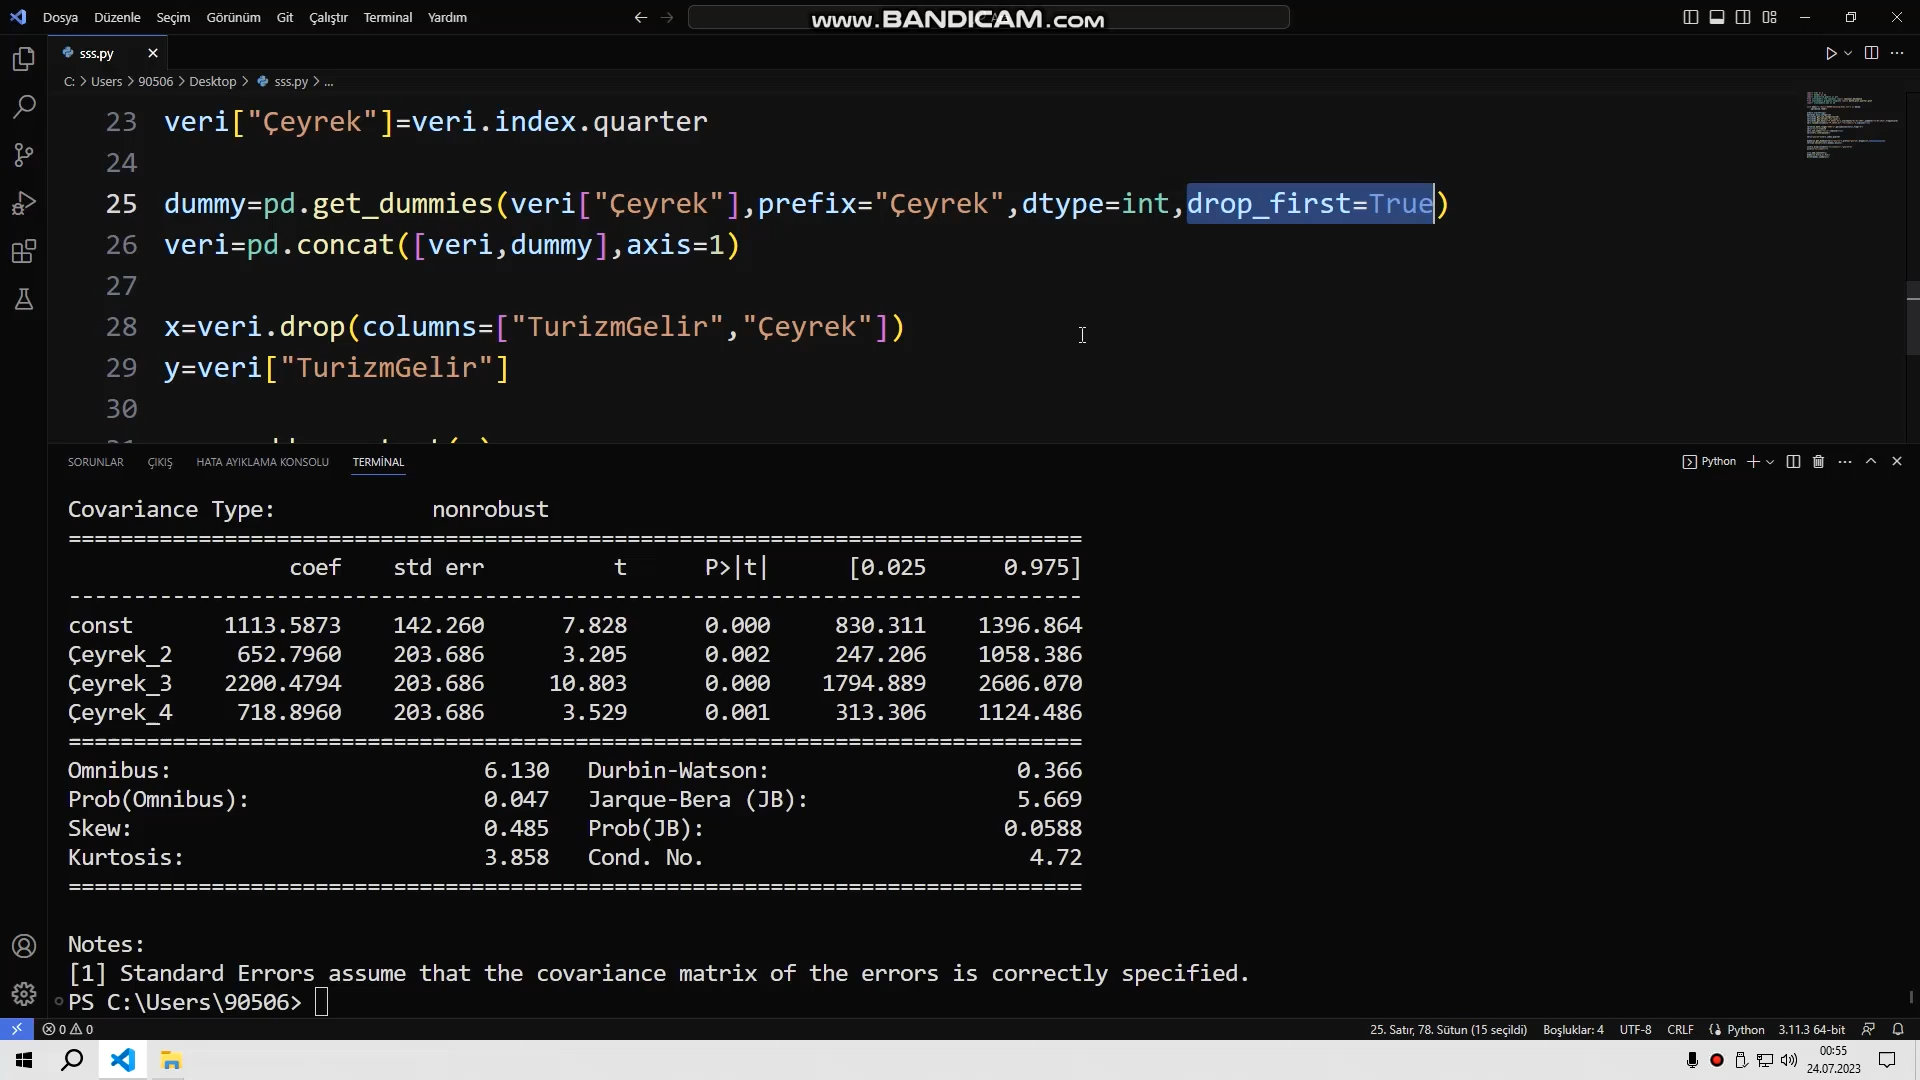 Dosya Düzenle Seçim Görünüm Git Çalıştır Terminal Yardım
www.BANDICAM.com
sss.py
C: > Users > 90506 > Desktop > sss.py > ...
23 veri["Çeyrek"]=veri.index.quarter
24
25 dummy=pd.get_dummies(veri["Çeyrek"],prefix="Çeyrek",dtype=int,drop_first=True)
26 veri=pd.concat([veri,dummy],axis=1)
27
28 x=veri.drop(columns=["TurizmGelir","Çeyrek"])
29 y=veri["TurizmGelir"]
30
SORUNLAR ÇIKIŞ HATA AYIKLAMA KONSOLU TERMİNAL
Python
Covariance Type: nonrobust
==============================================================================
coef std err t P>|t| [0.025 0.975]
------------------------------------------------------------------------------
const 1113.5873 142.260 7.828 0.000 830.311 1396.864
Çeyrek_2 652.7960 203.686 3.205 0.002 247.206 1058.386
Çeyrek_3 2200.4794 203.686 10.803 0.000 1794.889 2606.070
Çeyrek_4 718.8960 203.686 3.529 0.001 313.306 1124.486
==============================================================================
Omnibus: 6.130 Durbin-Watson: 0.366
Prob(Omnibus): 0.047 Jarque-Bera (JB): 5.669
Skew: 0.485 Prob(JB): 0.0588
Kurtosis: 3.858 Cond. No. 4.72
==============================================================================
Notes:
[1] Standard Errors assume that the covariance matrix of the errors is correctly specified.
PS C:\Users\90506>
0 0
25. Satır, 78. Sütun (15 seçildi) Boşluklar: 4 UTF-8 CRLF Python 3.11.3 64-bit
00:55
24.07.2023